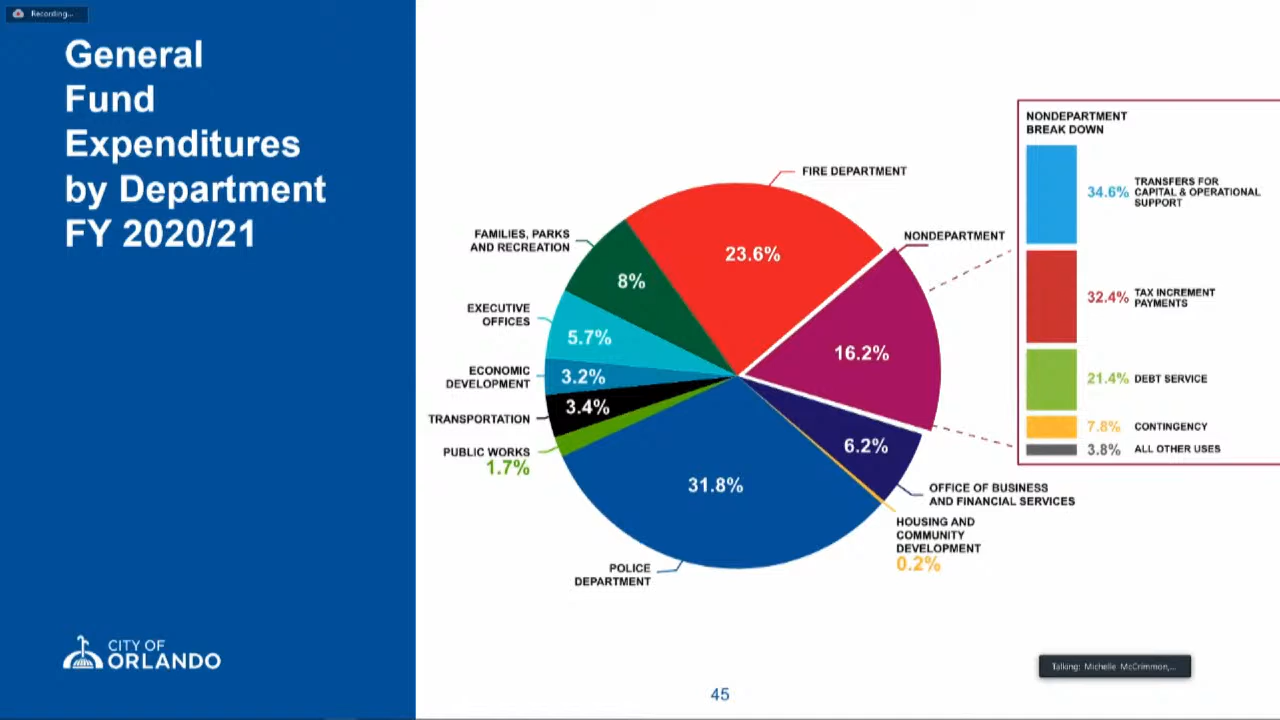 Recording...
General
Fund
Expenditures
by Department
FY 2020/21
CITY OF
ORLANDO
FIRE DEPARTMENT
23.6%
NONDEPARTMENT
16.2%
FAMILIES, PARKS
AND RECREATION
8%
EXECUTIVE
OFFICES
5.7%
ECONOMIC
DEVELOPMENT
3.2%
TRANSPORTATION
3.4%
PUBLIC WORKS
1.7%
31.8%
POLICE
DEPARTMENT
6.2%
OFFICE OF BUSINESS
AND FINANCIAL SERVICES
HOUSING AND
COMMUNITY
DEVELOPMENT
0.2%
NONDEPARTMENT
BREAK DOWN
34.6% TRANSFERS FOR
CAPITAL & OPERATIONAL
SUPPORT
32.4% TAX INCREMENT
PAYMENTS
21.4% DEBT SERVICE
7.8% CONTINGENCY
3.8% ALL OTHER USES
Talking: Michelle McCrimmon,...
45